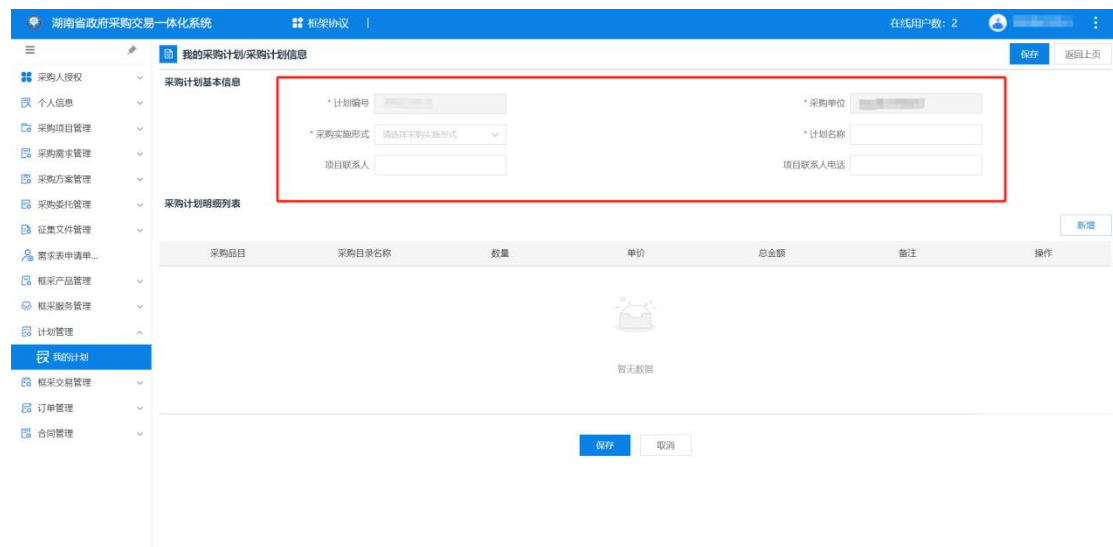 湖南省政府采购交易一体化系统 框架协议 | 在线用户数: 2
我的采购计划/采购计划信息 保存 返回上页
采购人授权
个人信息
采购项目管理
采购需求管理
采购方案管理
采购委托管理
征集文件管理
需求表申请单...
框采产品管理
框采服务管理
计划管理
我的计划
框采交易管理
订单管理
合同管理
采购计划基本信息
* 计划编号 * 采购单位
* 采购实施形式 请选择采购实施形式 * 计划名称
项目联系人 项目联系人电话
采购计划明细列表
新增
采购品目 采购目录名称 数量 单价 总金额 备注 操作
暂无数据
保存 取消